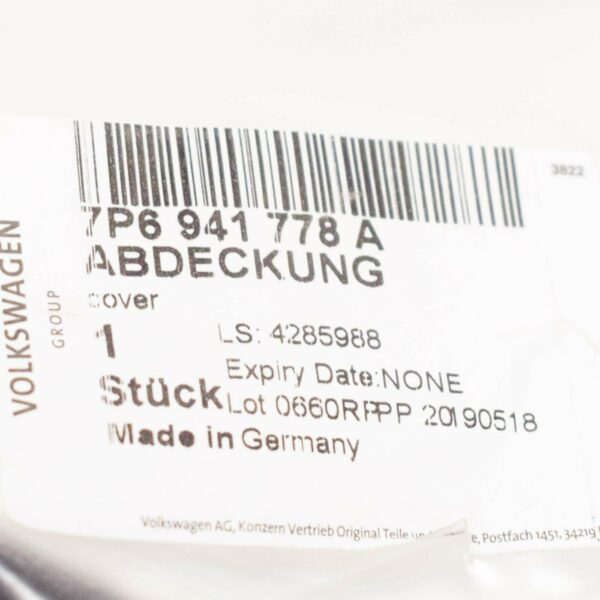 3822
7P6 941 778 A
ABDECKUNG
cover
1
LS: 4285988
Expiry Date:NONE
Stück
Lot 0660RPPP 20190518
Made in Germany
VOLKSWAGEN
GROUP
Volkswagen AG, Konzern Vertrieb Original Teile Postfach 1451, 34219